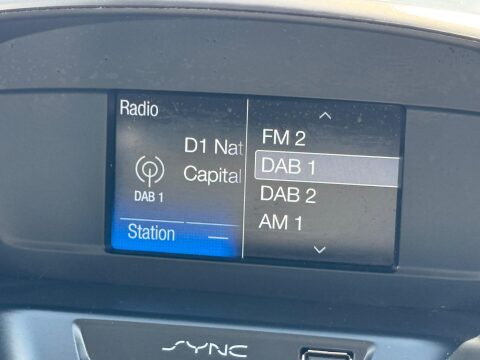 Radio
D1 Nat
Capital
DAB 1
Station
FM 2
DAB 1
DAB 2
AM 1
SYNC